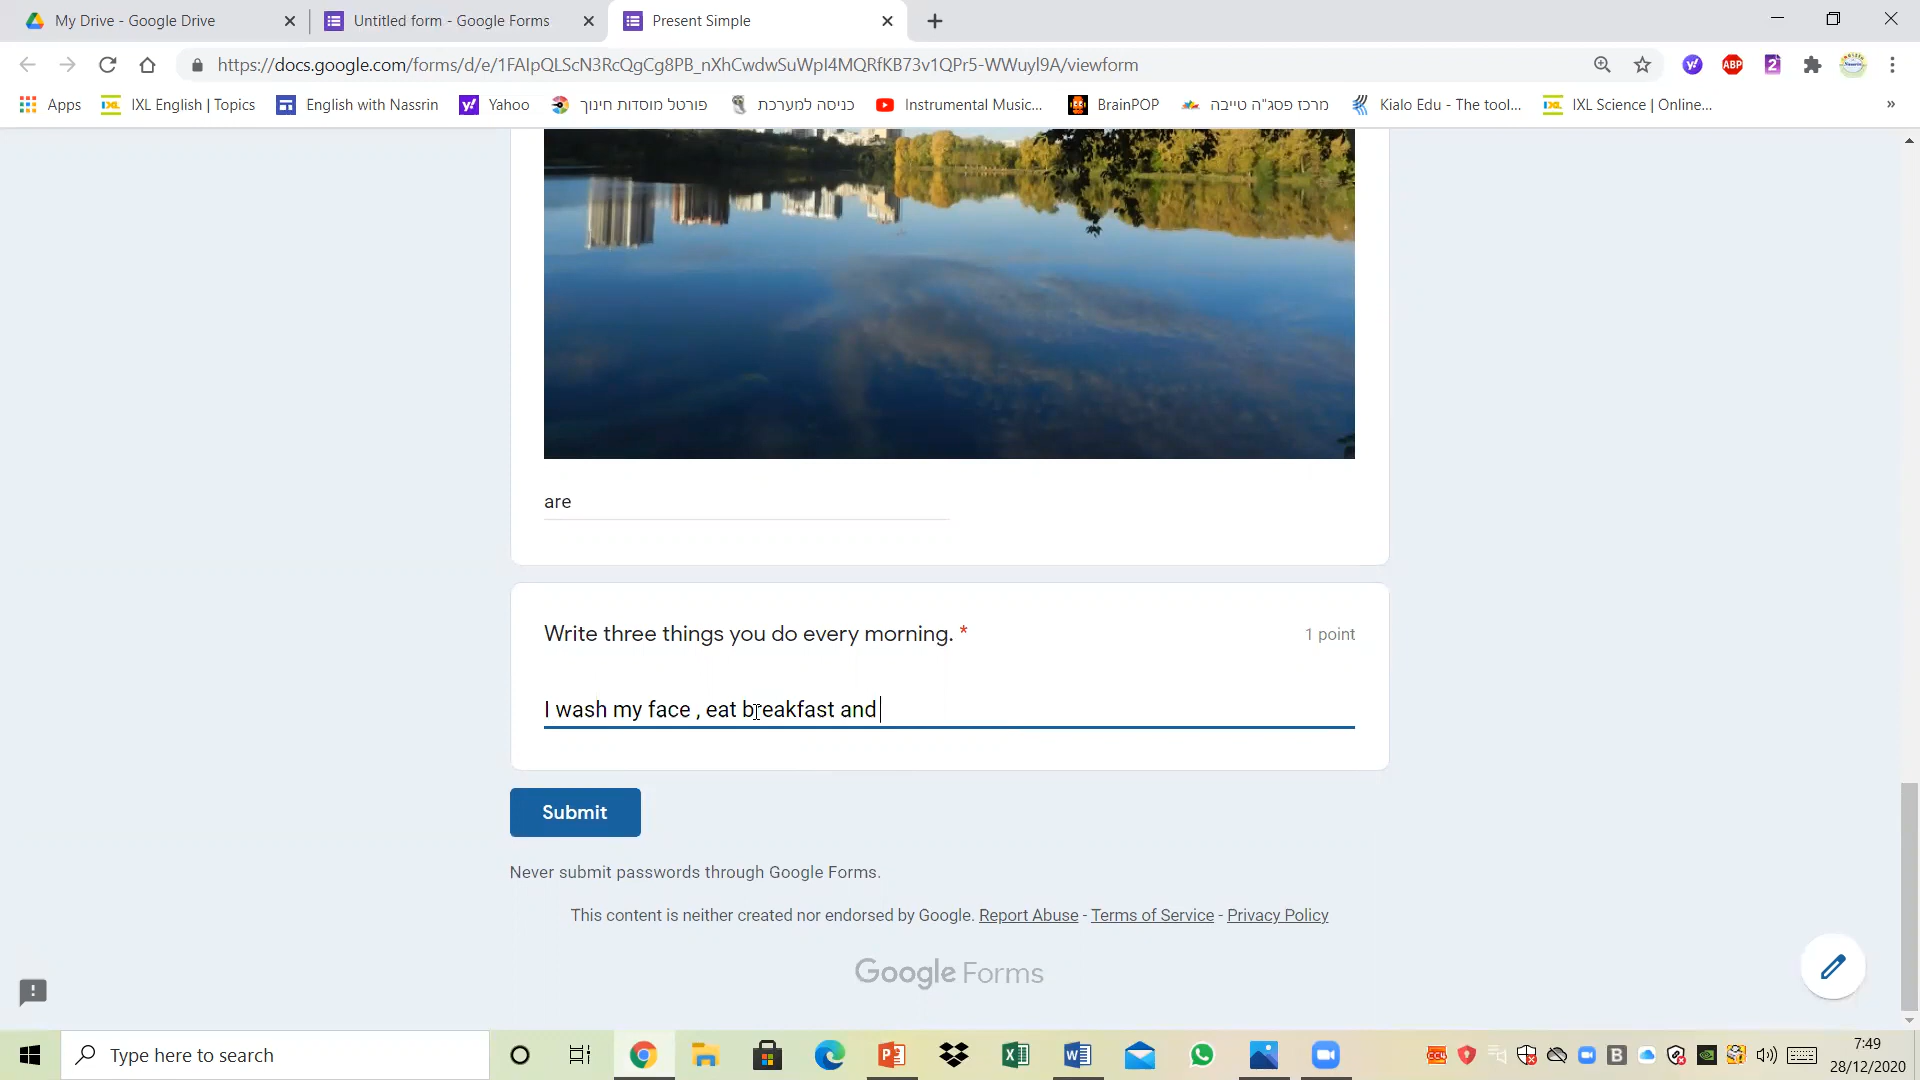 My Drive - Google Drive
Untitled form - Google Forms
Present Simple
https://docs.google.com/forms/d/e/1FAIpQLScN3RcQgCg8PB_nXhCwdwSuWpI4MQRfKB73v1QPr5-WWuyl9A/viewform
ABP
2
Apps
IXL English | Topics
English with Nassrin
Yahoo
פורטל מוסדות חינוך
כניסה למערכת
Instrumental Music...
BrainPOP
מרכז פסג"ה טייבה
Kialo Edu - The tool...
IXL Science | Online...
»
are
Write three things you do every morning. *
1 point
I wash my face , eat breakfast and
Submit
Never submit passwords through Google Forms.
This content is neither created nor endorsed by Google. Report Abuse - Terms of Service - Privacy Policy
Google Forms
Type here to search
7:49
28/12/2020